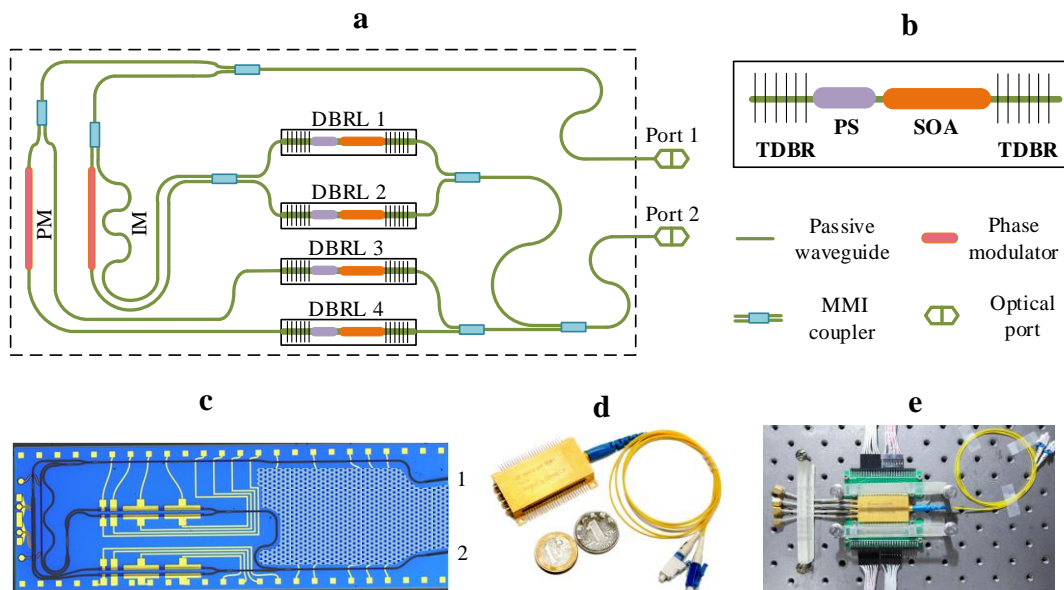 a
b
DBRL 1
DBRL 2
DBRL 3
DBRL 4
PM
IM
Port 1
Port 2
PS
SOA
TDBR
TDBR
Passive
waveguide
Phase
modulator
MMI
coupler
Optical
port
c
d
e
1
2